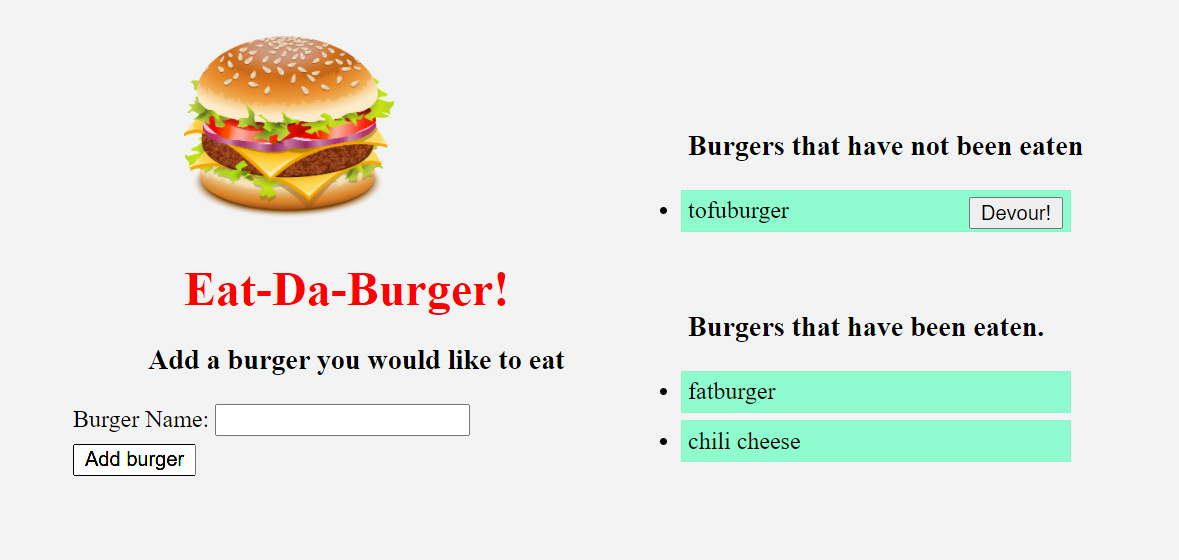 Eat-Da-Burger!
Add a burger you would like to eat
Burger Name:
Add burger
Burgers that have not been eaten
tofuburger Devour!
Burgers that have been eaten.
fatburger
chili cheese